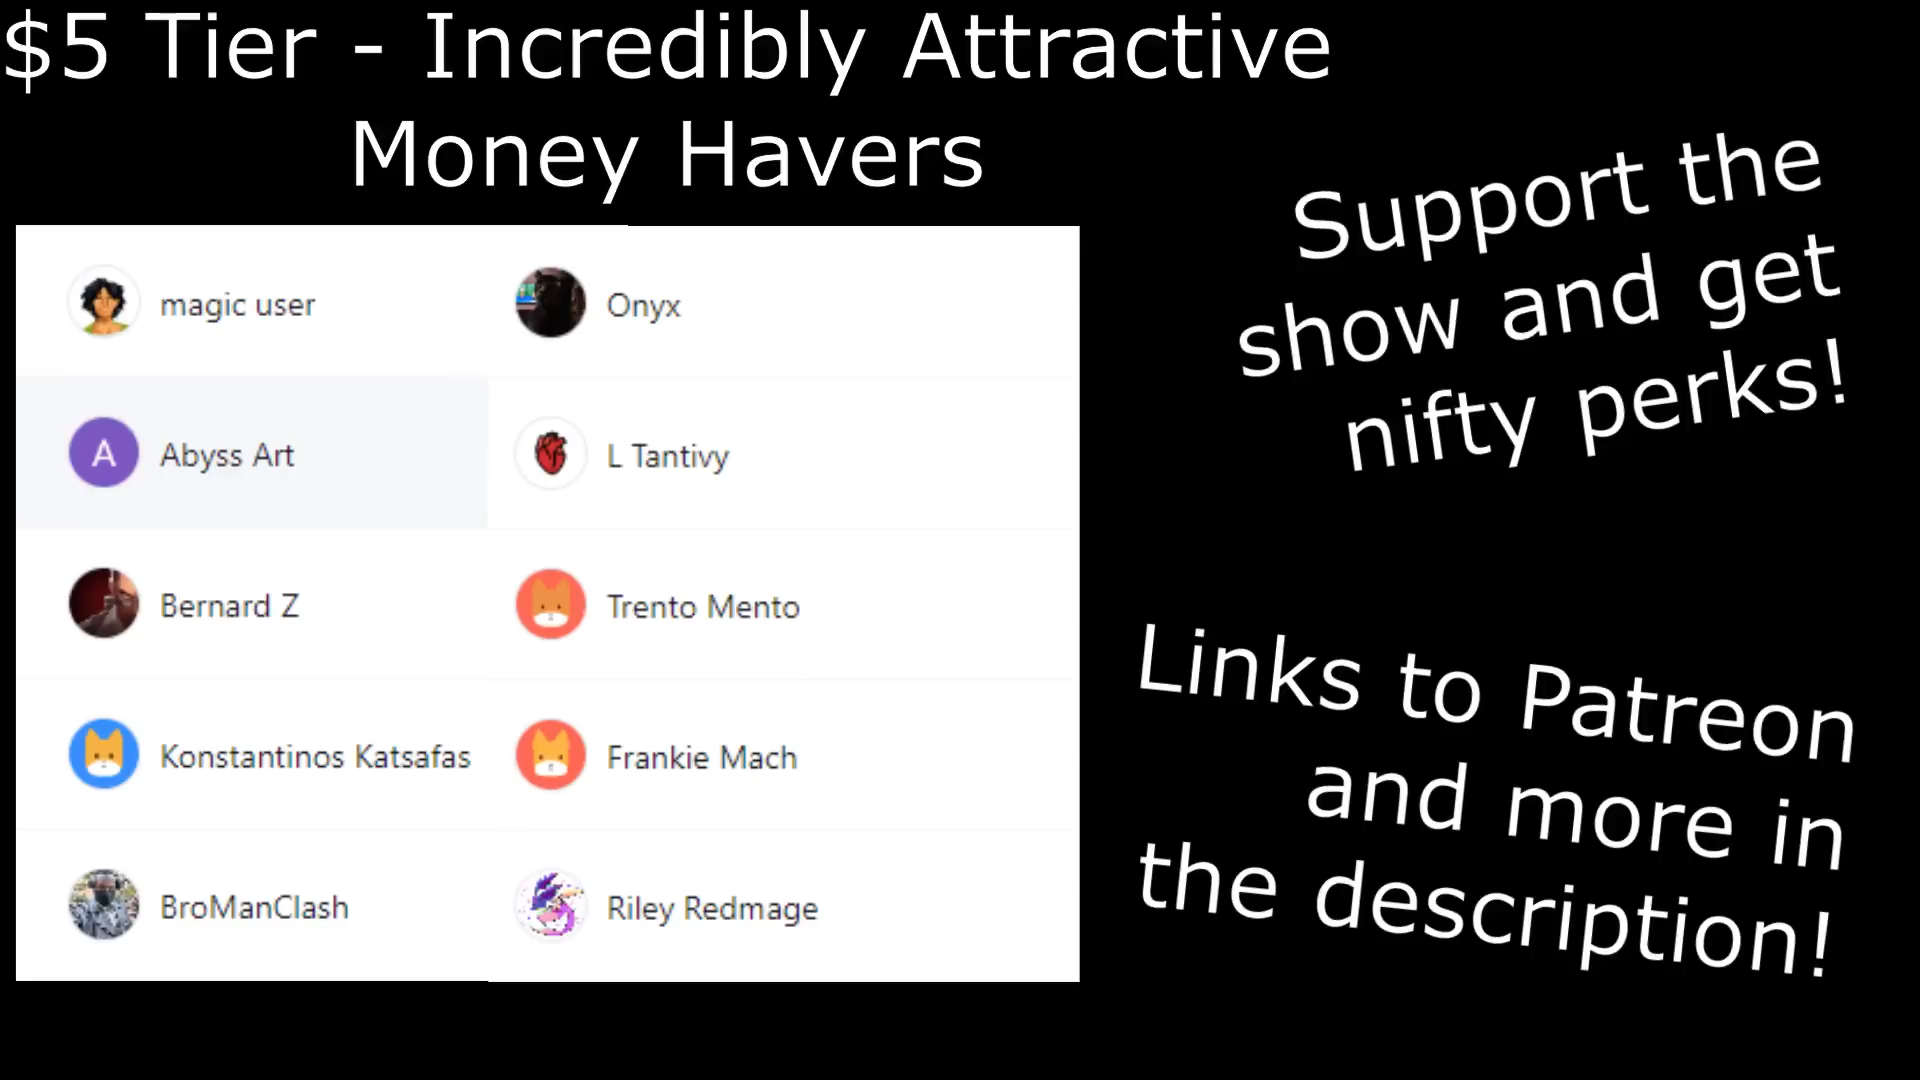 $5 Tier - Incredibly Attractive
Money Havers
magic user
Onyx
A
Abyss Art
L Tantivy
Bernard Z
Trento Mento
Konstantinos Katsafas
Frankie Mach
BroManClash
Riley Redmage
Support the
show and get
nifty perks!
Links to Patreon
and more in
the description!